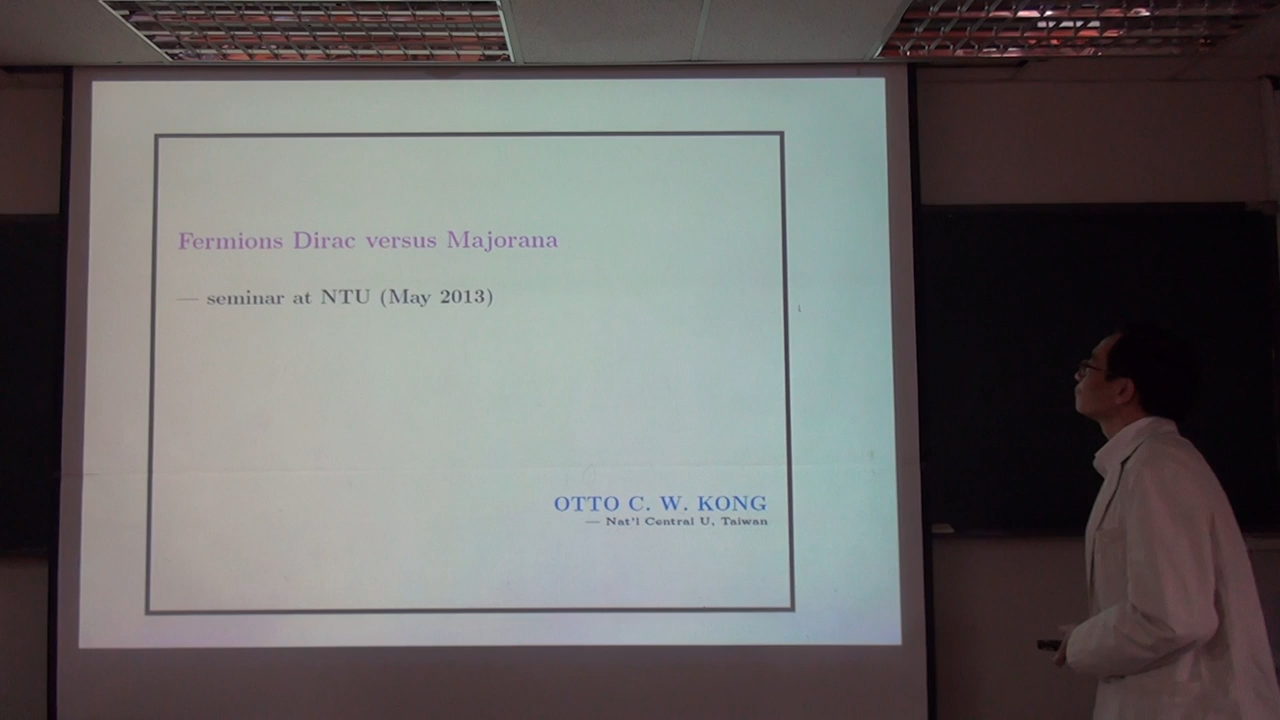 Fermions Dirac versus Majorana
— seminar at NTU (May 2013)
OTTO C. W. KONG
— Nat'l Central U, Taiwan